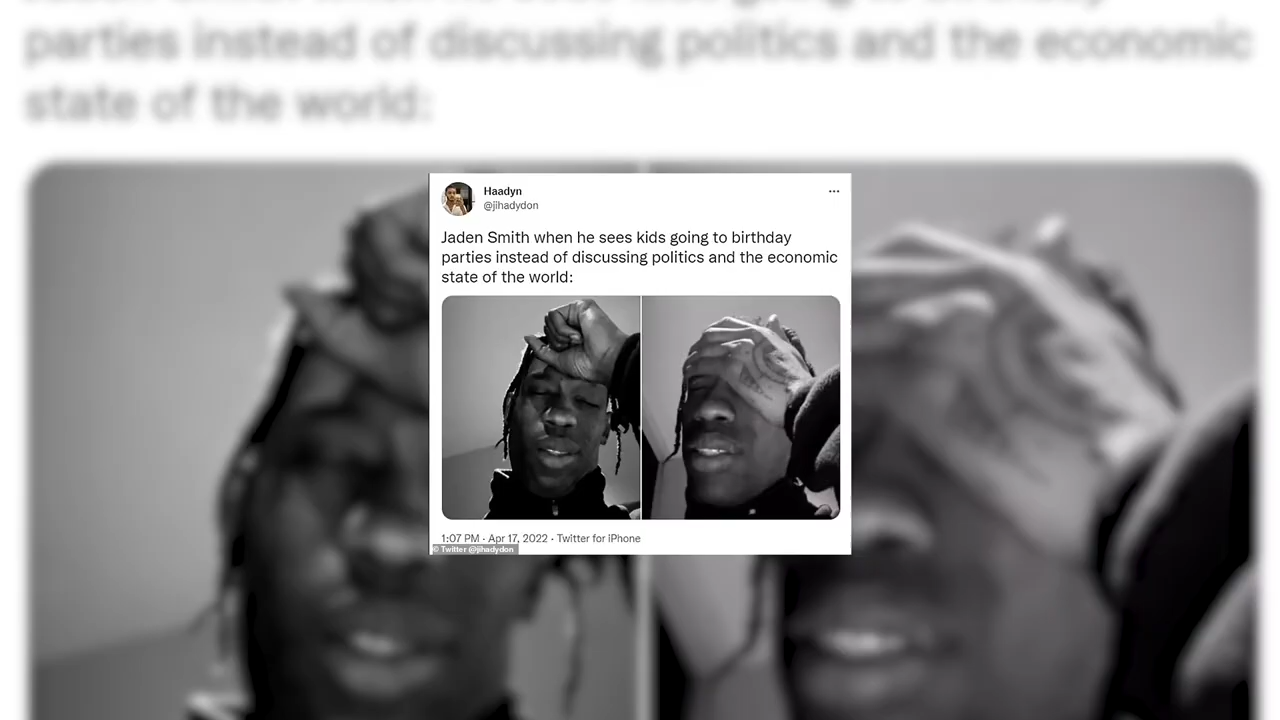 parties instead of discussing politics and the economic
state of the world:
Haadyn
@jihadydon
Jaden Smith when he sees kids going to birthday
parties instead of discussing politics and the economic
state of the world:
1:07 PM · Apr 17, 2022 · Twitter for iPhone
© Twitter @jihadydon